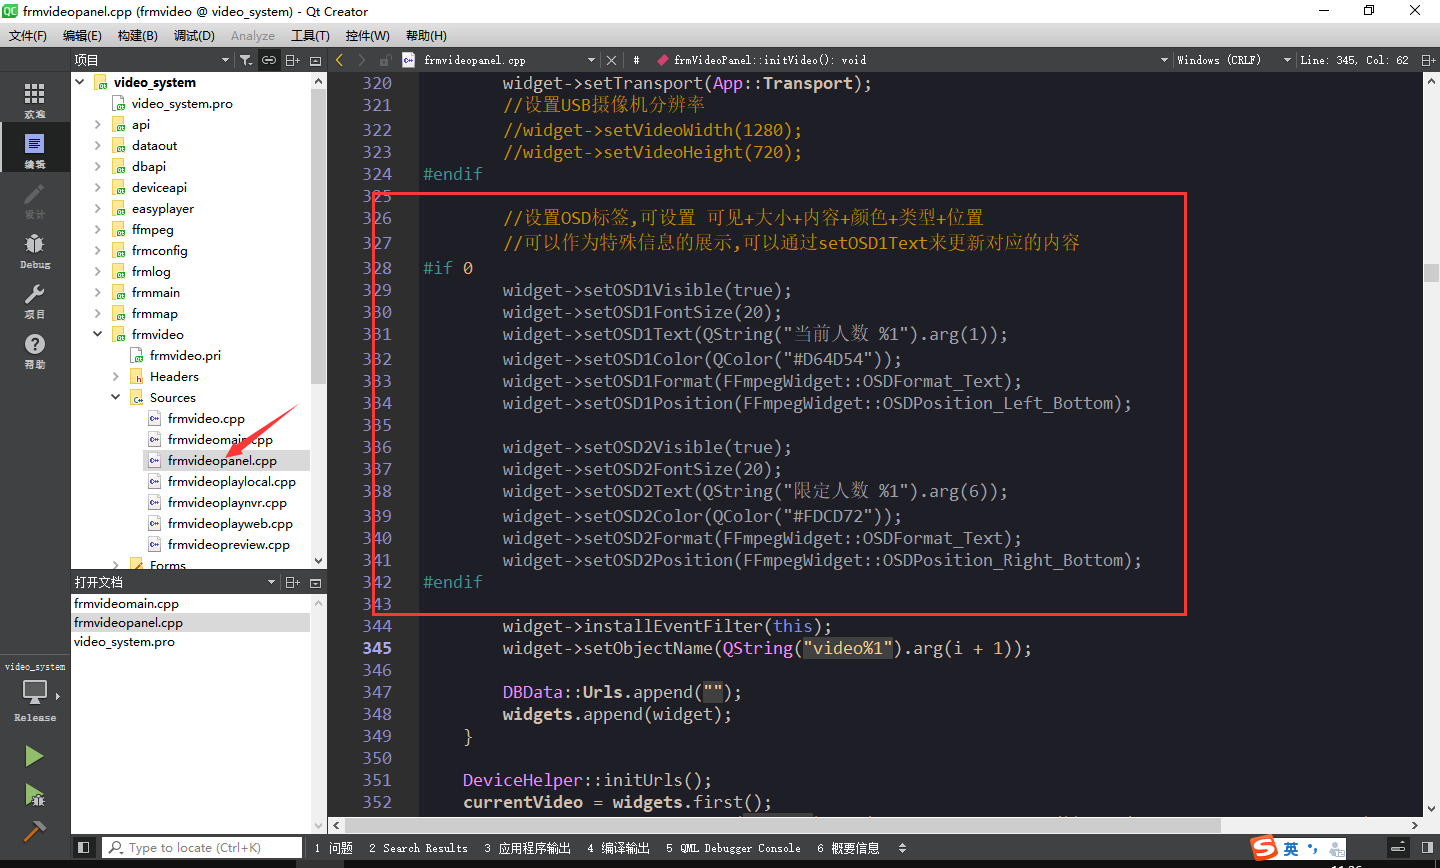 frmvideopanel.cpp (frmvideo @ video_system) - Qt Creator
文件(F) 编辑(E) 构建(B) 调试(D) Analyze 工具(T) 控件(W) 帮助(H)
项目 frmvideopanel.cpp # frmVideoPanel::initVideo(): void Windows (CRLF) Line: 345, Col: 62
欢迎
编辑
设计
Debug
项目
帮助
video_system
video_system.pro
api
dataout
dbapi
deviceapi
easyplayer
ffmpeg
frmconfig
frmlog
frmmain
frmmap
frmvideo
frmvideo.pri
Headers
Sources
frmvideo.cpp
frmvideomain.cpp
frmvideopanel.cpp
frmvideoplaylocal.cpp
frmvideoplaynvr.cpp
frmvideoplayweb.cpp
frmvideopreview.cpp
Forms
打开文档
frmvideomain.cpp
frmvideopanel.cpp
video_system.pro
video_system
Release
320 widget->setTransport(App::Transport);
321 //设置USB摄像机分辨率
322 //widget->setVideoWidth(1280);
323 //widget->setVideoHeight(720);
324 #endif
325
326 //设置OSD标签,可设置 可见+大小+内容+颜色+类型+位置
327 //可以作为特殊信息的展示,可以通过setOSD1Text来更新对应的内容
328 #if 0
329 widget->setOSD1Visible(true);
330 widget->setOSD1FontSize(20);
331 widget->setOSD1Text(QString("当前人数 %1").arg(1));
332 widget->setOSD1Color(QColor("#D64D54"));
333 widget->setOSD1Format(FFmpegWidget::OSDFormat_Text);
334 widget->setOSD1Position(FFmpegWidget::OSDPosition_Left_Bottom);
335
336 widget->setOSD2Visible(true);
337 widget->setOSD2FontSize(20);
338 widget->setOSD2Text(QString("限定人数 %1").arg(6));
339 widget->setOSD2Color(QColor("#FDCD72"));
340 widget->setOSD2Format(FFmpegWidget::OSDFormat_Text);
341 widget->setOSD2Position(FFmpegWidget::OSDPosition_Right_Bottom);
342 #endif
343
344 widget->installEventFilter(this);
345 widget->setObjectName(QString("video%1").arg(i + 1));
346
347 DBData::Urls.append("");
348 widgets.append(widget);
349 }
350
351 DeviceHelper::initUrls();
352 currentVideo = widgets.first();
Type to locate (Ctrl+K) 1 问题 2 Search Results 3 应用程序输出 4 编译输出 5 QML Debugger Console 6 概要信息
英